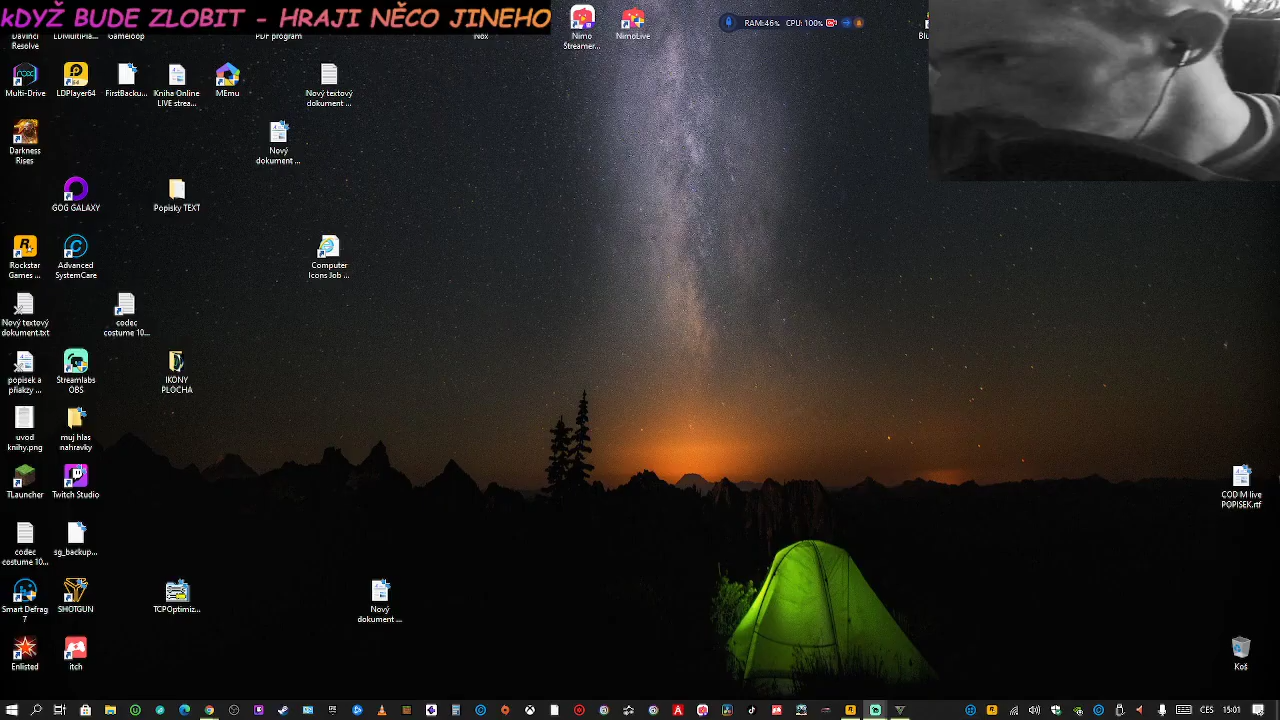 kDYŽ BUDE ZLOBIT - HRAJI NĚCO JINEHO
RAM:46% CPU: 100%
Davinci
Resolve
LDMultiPla...
Gameloop
PDF program
Nox
Nimo
Streamer...
NimoLive
Multi-Drive
LDPlayer64
FirstBacku...
Kniha Online
LIVE strea...
MEmu
Nový textový
dokument ...
Darkness
Rises
Nový
dokument ...
GOG GALAXY
Popisky TEXT
Rockstar
Games ...
Advanced
SystemCare
Computer
Icons Job ...
Nový textový
dokument.txt
codec
costume 10...
popisek a
přiakzy ...
Streamlabs
OBS
IKONY
PLOCHA
uvod
knihy.png
muj hlas
nahravky
TLauncher
Twitch Studio
COD M live
POPISEK.rtf
codec
costume 10...
sg_backup...
Smart Defrag
7
SHOTGUN
TCPOptimiz...
Nový
dokument ...
Enlisted
itch
Koš
CES
15:01